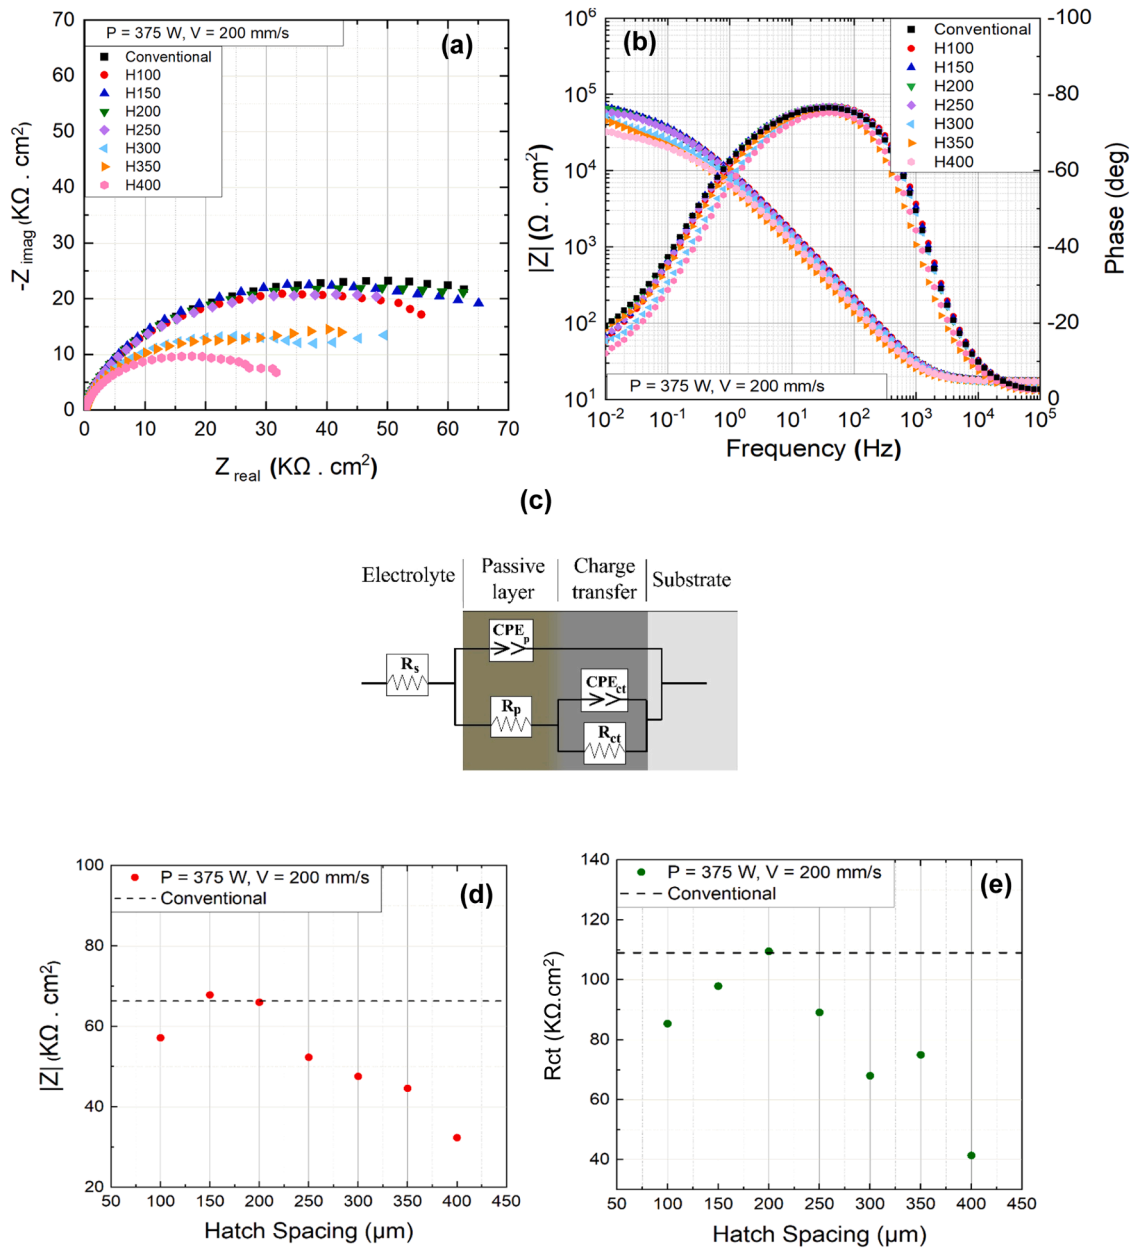 P = 375 W, V = 200 mm/s
(a)
Conventional
H100
H150
H200
H250
H300
H350
H400
70
60
50
40
30
20
10
0
-Z imag (KΩ . cm²)
0 10 20 30 40 50 60 70
Z real (KΩ . cm²)
(b)
Conventional
H100
H150
H200
H250
H300
H350
H400
10⁶
10⁵
10⁴
10³
10²
10¹
|Z| (Ω . cm²)
-100
-80
-60
-40
-20
0
Phase (deg)
P = 375 W, V = 200 mm/s
10⁻² 10⁻¹ 10⁰ 10¹ 10² 10³ 10⁴ 10⁵
Frequency (Hz)
(c)
Electrolyte
Passive
layer
Charge
transfer
Substrate
CPEp
Rs
CPEct
Rp
Rct
P = 375 W, V = 200 mm/s
Conventional
(d)
100
80
60
40
20
|Z| (KΩ . cm²)
50 100 150 200 250 300 350 400 450
Hatch Spacing (µm)
P = 375 W, V = 200 mm/s
Conventional
(e)
140
120
100
80
60
40
Rct (KΩ.cm²)
50 100 150 200 250 300 350 400 450
Hatch Spacing (µm)